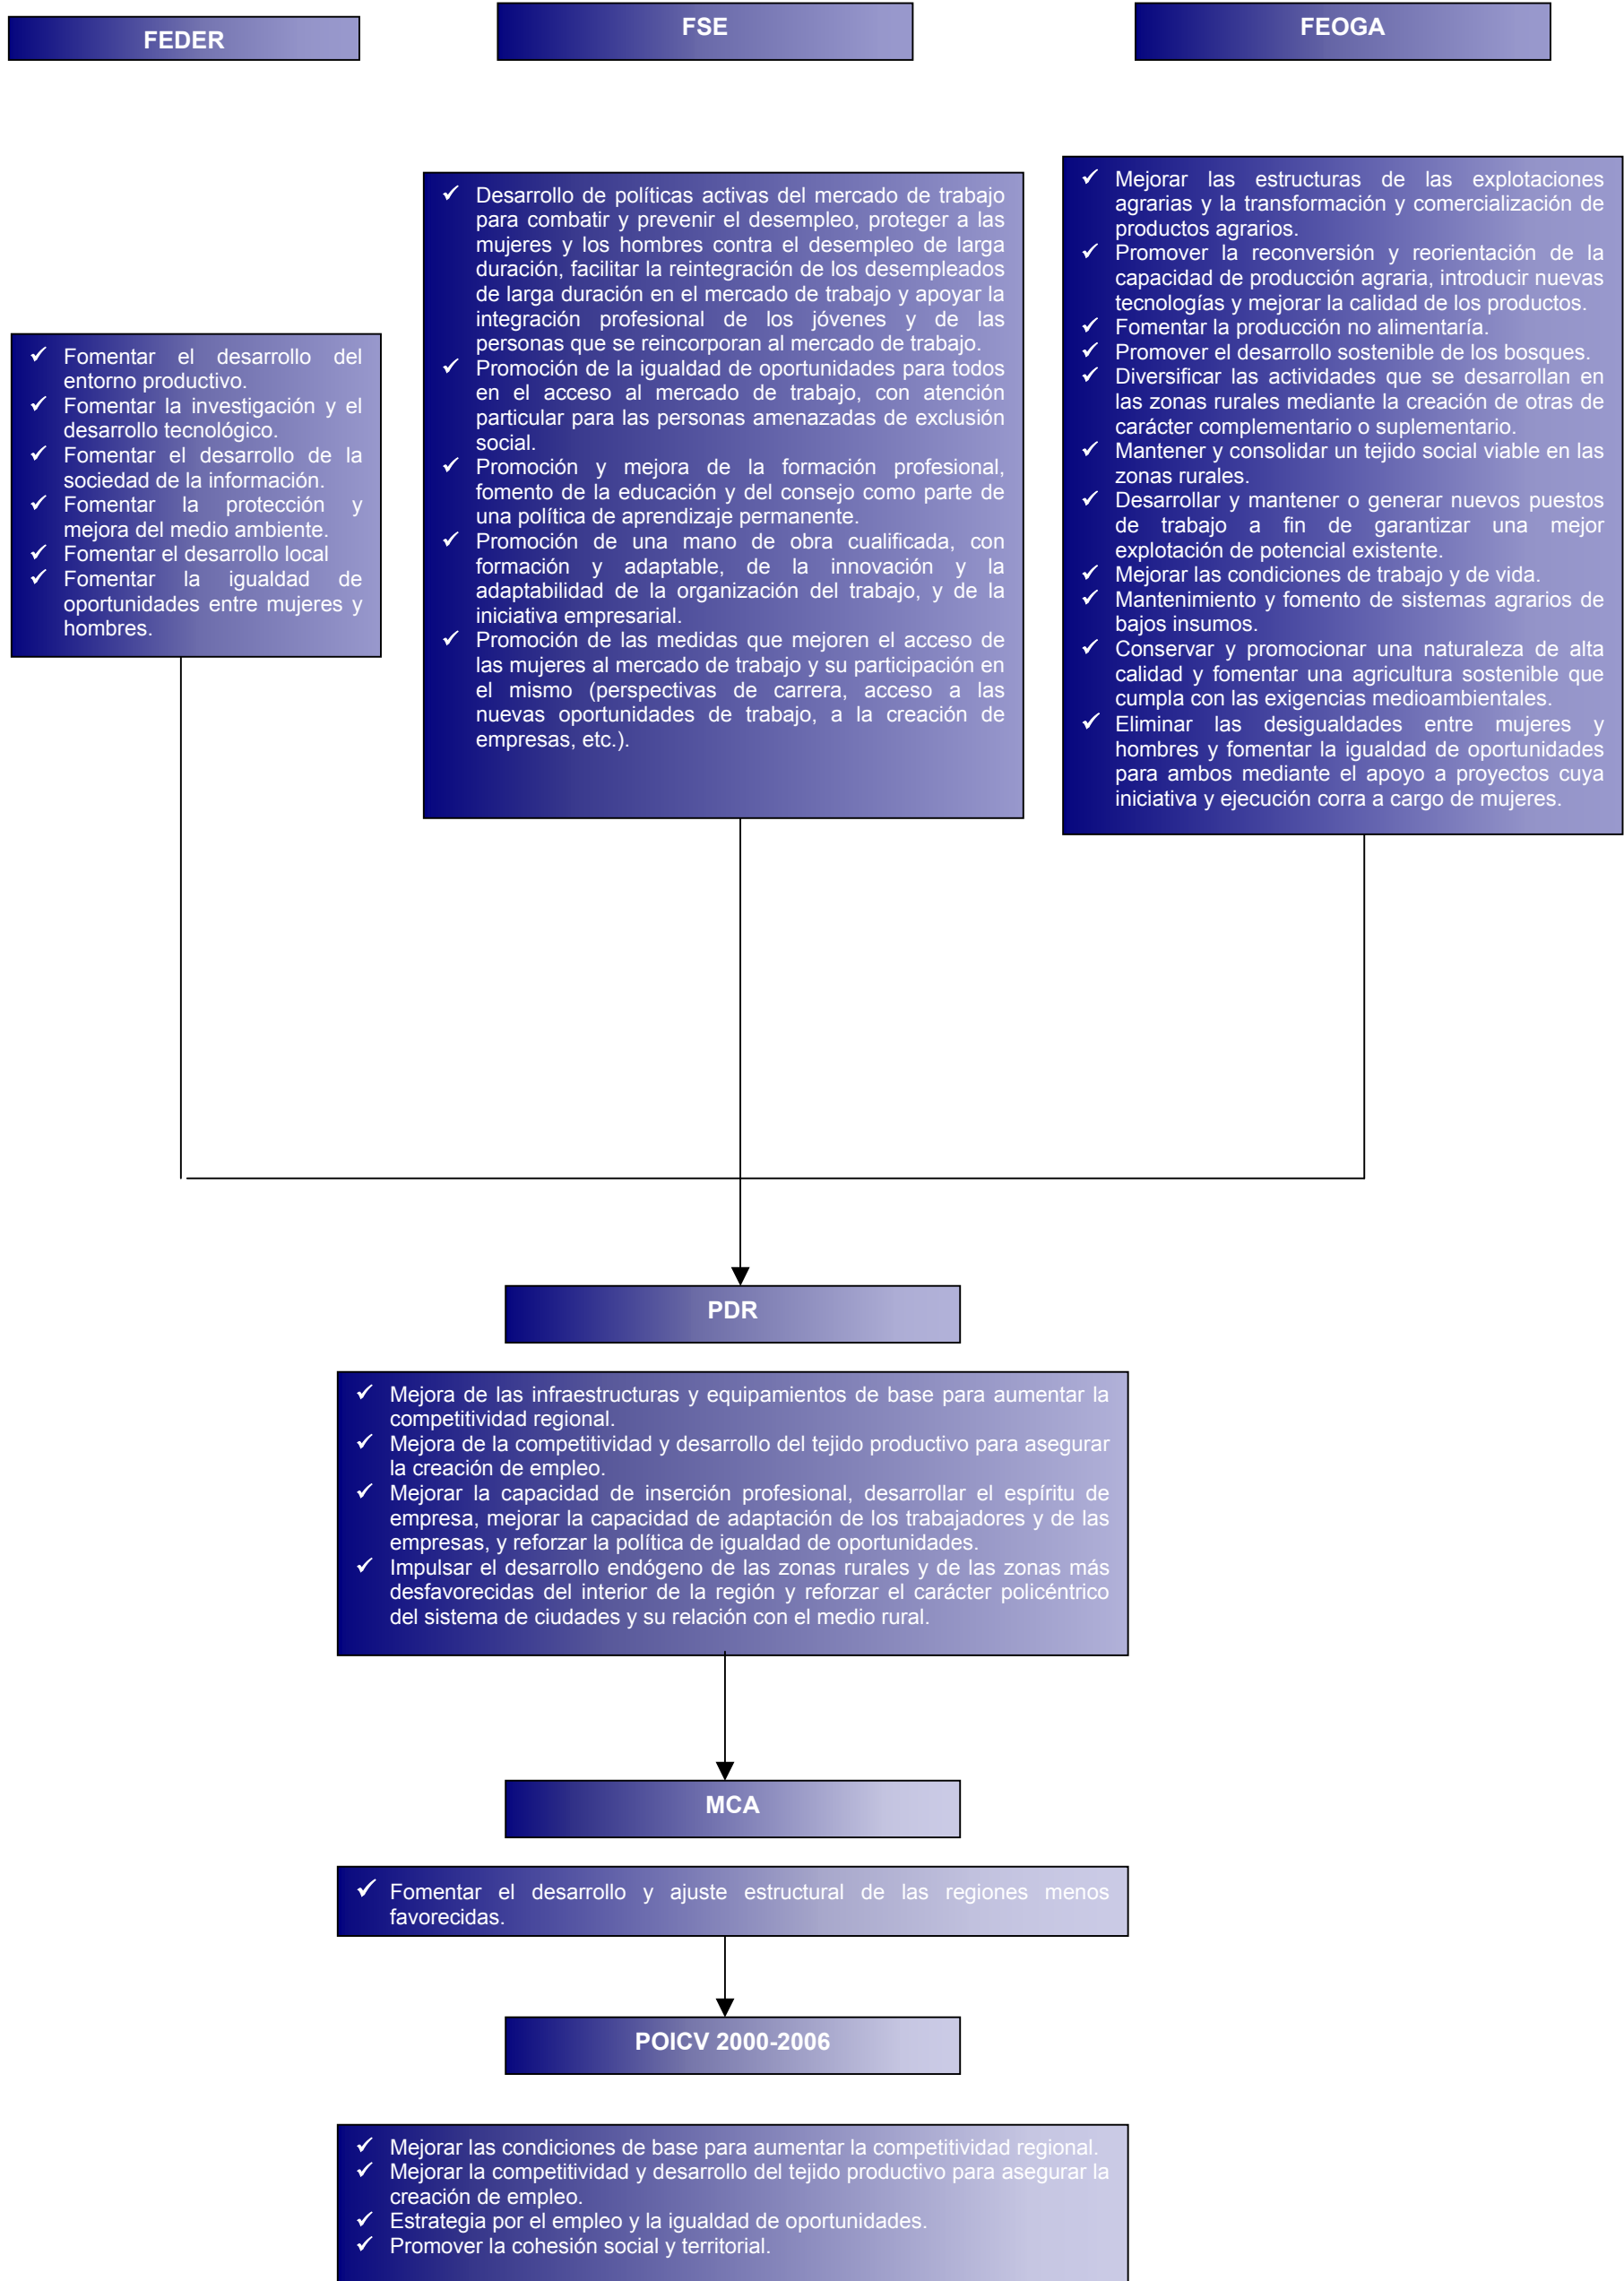 FEDER
FSE
FEOGA
Fomentar el desarrollo del
entorno productivo.
Fomentar la investigación y el
desarrollo tecnológico.
Fomentar el desarrollo de la
sociedad de la información.
Fomentar la protección y
mejora del medio ambiente.
Fomentar el desarrollo local
Fomentar la igualdad de
oportunidades entre mujeres y
hombres.
Desarrollo de políticas activas del mercado de trabajo
para combatir y prevenir el desempleo, proteger a las
mujeres y los hombres contra el desempleo de larga
duración, facilitar la reintegración de los desempleados
de larga duración en el mercado de trabajo y apoyar la
integración profesional de los jóvenes y de las
personas que se reincorporan al mercado de trabajo.
Promoción de la igualdad de oportunidades para todos
en el acceso al mercado de trabajo, con atención
particular para las personas amenazadas de exclusión
social.
Promoción y mejora de la formación profesional,
fomento de la educación y del consejo como parte de
una política de aprendizaje permanente.
Promoción de una mano de obra cualificada, con
formación y adaptable, de la innovación y la
adaptabilidad de la organización del trabajo, y de la
iniciativa empresarial.
Promoción de las medidas que mejoren el acceso de
las mujeres al mercado de trabajo y su participación en
el mismo (perspectivas de carrera, acceso a las
nuevas oportunidades de trabajo, a la creación de
empresas, etc.).
Mejorar las estructuras de las explotaciones
agrarias y la transformación y comercialización de
productos agrarios.
Promover la reconversión y reorientación de la
capacidad de producción agraria, introducir nuevas
tecnologías y mejorar la calidad de los productos.
Fomentar la producción no alimentaría.
Promover el desarrollo sostenible de los bosques.
Diversificar las actividades que se desarrollan en
las zonas rurales mediante la creación de otras de
carácter complementario o suplementario.
Mantener y consolidar un tejido social viable en las
zonas rurales.
Desarrollar y mantener o generar nuevos puestos
de trabajo a fin de garantizar una mejor
explotación de potencial existente.
Mejorar las condiciones de trabajo y de vida.
Mantenimiento y fomento de sistemas agrarios de
bajos insumos.
Conservar y promocionar una naturaleza de alta
calidad y fomentar una agricultura sostenible que
cumpla con las exigencias medioambientales.
Eliminar las desigualdades entre mujeres y
hombres y fomentar la igualdad de oportunidades
para ambos mediante el apoyo a proyectos cuya
iniciativa y ejecución corra a cargo de mujeres.
PDR
Mejora de las infraestructuras y equipamientos de base para aumentar la
competitividad regional.
Mejora de la competitividad y desarrollo del tejido productivo para asegurar
la creación de empleo.
Mejorar la capacidad de inserción profesional, desarrollar el espíritu de
empresa, mejorar la capacidad de adaptación de los trabajadores y de las
empresas, y reforzar la política de igualdad de oportunidades.
Impulsar el desarrollo endógeno de las zonas rurales y de las zonas más
desfavorecidas del interior de la región y reforzar el carácter policéntrico
del sistema de ciudades y su relación con el medio rural.
MCA
Fomentar el desarrollo y ajuste estructural de las regiones menos
favorecidas.
POICV 2000-2006
Mejorar las condiciones de base para aumentar la competitividad regional.
Mejorar la competitividad y desarrollo del tejido productivo para asegurar la
creación de empleo.
Estrategia por el empleo y la igualdad de oportunidades.
Promover la cohesión social y territorial.